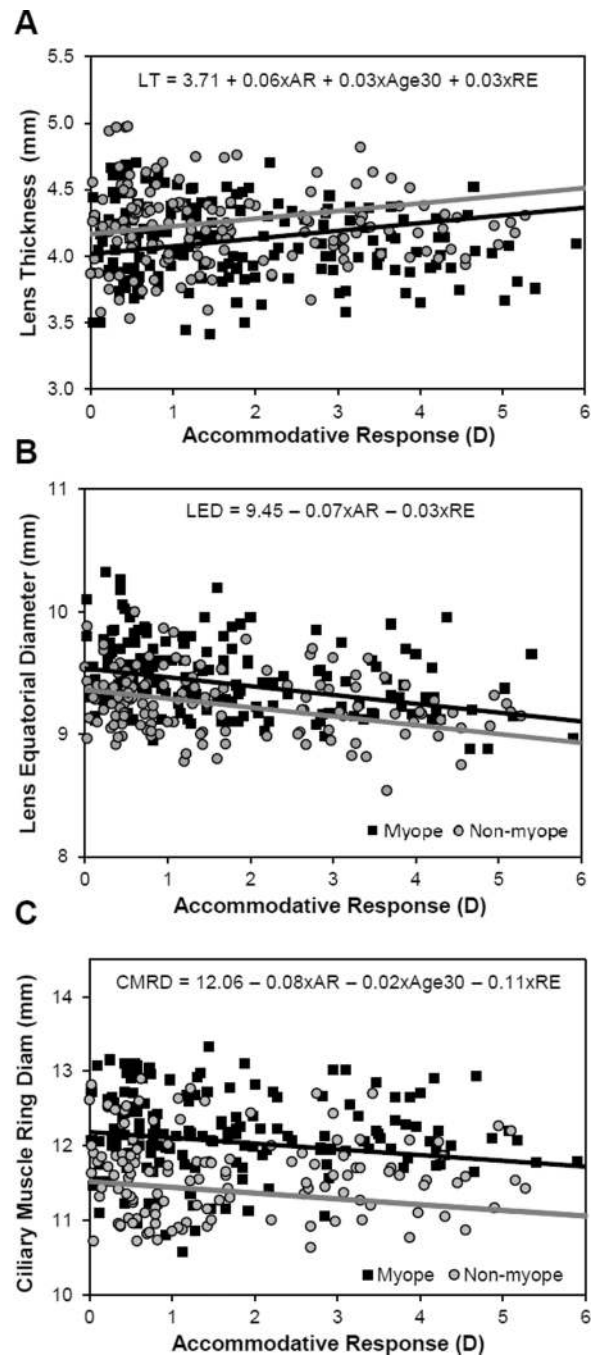 A
LT = 3.71 + 0.06xAR + 0.03xAge30 + 0.03xRE
Lens Thickness (mm)
5.5
5.0
4.5
4.0
3.5
3.0
0 1 2 3 4 5 6
Accommodative Response (D)
B
LED = 9.45 – 0.07xAR – 0.03xRE
Lens Equatorial Diameter (mm)
11
10
9
8
Myope Non-myope
0 1 2 3 4 5 6
Accommodative Response (D)
C
CMRD = 12.06 – 0.08xAR – 0.02xAge30 – 0.11xRE
Ciliary Muscle Ring Diam (mm)
14
13
12
11
10
Myope Non-myope
0 1 2 3 4 5 6
Accommodative Response (D)